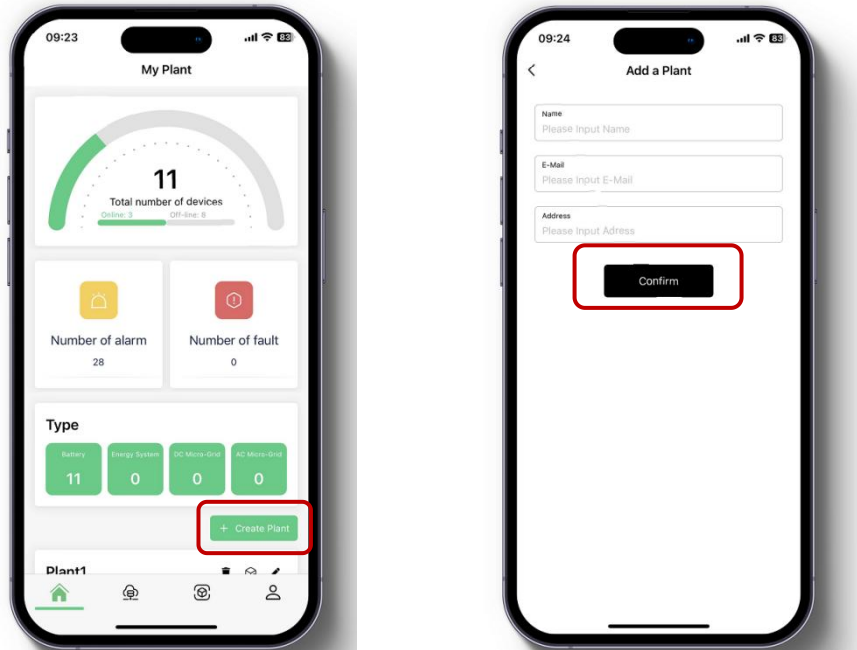 09:23
83
My Plant
11
Total number of devices
Online: 3
Off-line: 8
Number of alarm
28
Number of fault
0
Type
Battery
11
Energy System
0
DC Micro-Grid
0
AC Micro-Grid
0
+ Create Plant
Plant1
09:24
83
Add a Plant
Name
Please Input Name
E-Mail
Please Input E-Mail
Address
Please Input Adress
Confirm